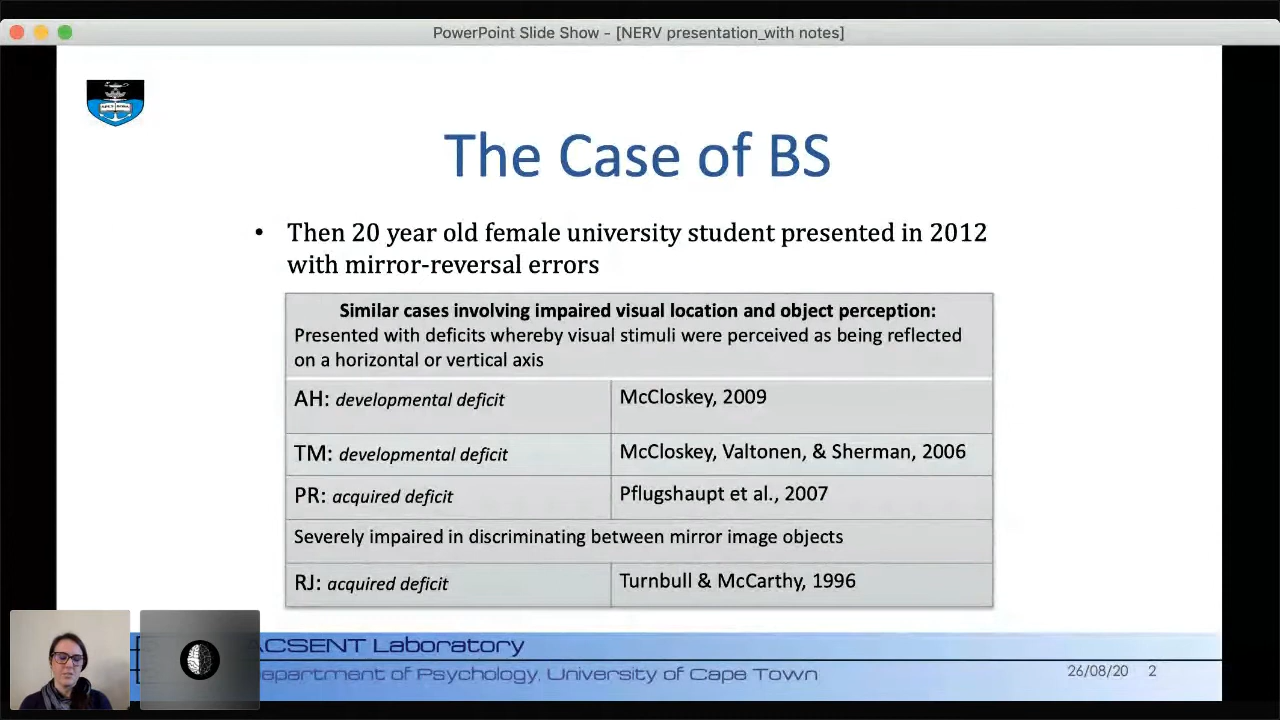 PowerPoint Slide Show - [NERV presentation_with notes]
The Case of BS
• Then 20 year old female university student presented in 2012
with mirror-reversal errors
Similar cases involving impaired visual location and object perception:
Presented with deficits whereby visual stimuli were perceived as being reflected
on a horizontal or vertical axis
AH: developmental deficit McCloskey, 2009
TM: developmental deficit McCloskey, Valtonen, & Sherman, 2006
PR: acquired deficit Pflugshaupt et al., 2007
Severely impaired in discriminating between mirror image objects
RJ: acquired deficit Turnbull & McCarthy, 1996
ACSENT Laboratory
of Psychology, University of Cape Town
26/08/20 2